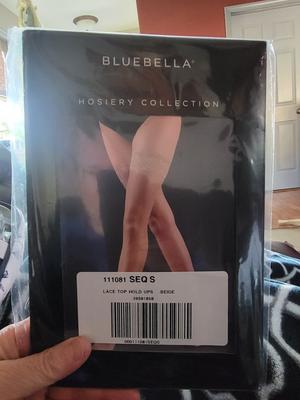 BLUEBELLA®
HOSIERY COLLECTION
111081 SEQ S
LACE TOP HOLD UPS BEIGE